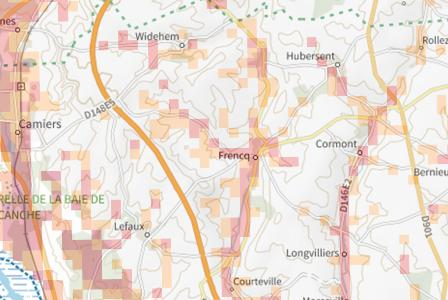 Widehem
Hubersent
Rollez
nes
D148E5
Camiers
Cormont
Frencq
Bernieu
D146E2
RELLE DE LA BAIE DE
CANCHE
Lefaux
D901
Longvilliers
Courteville